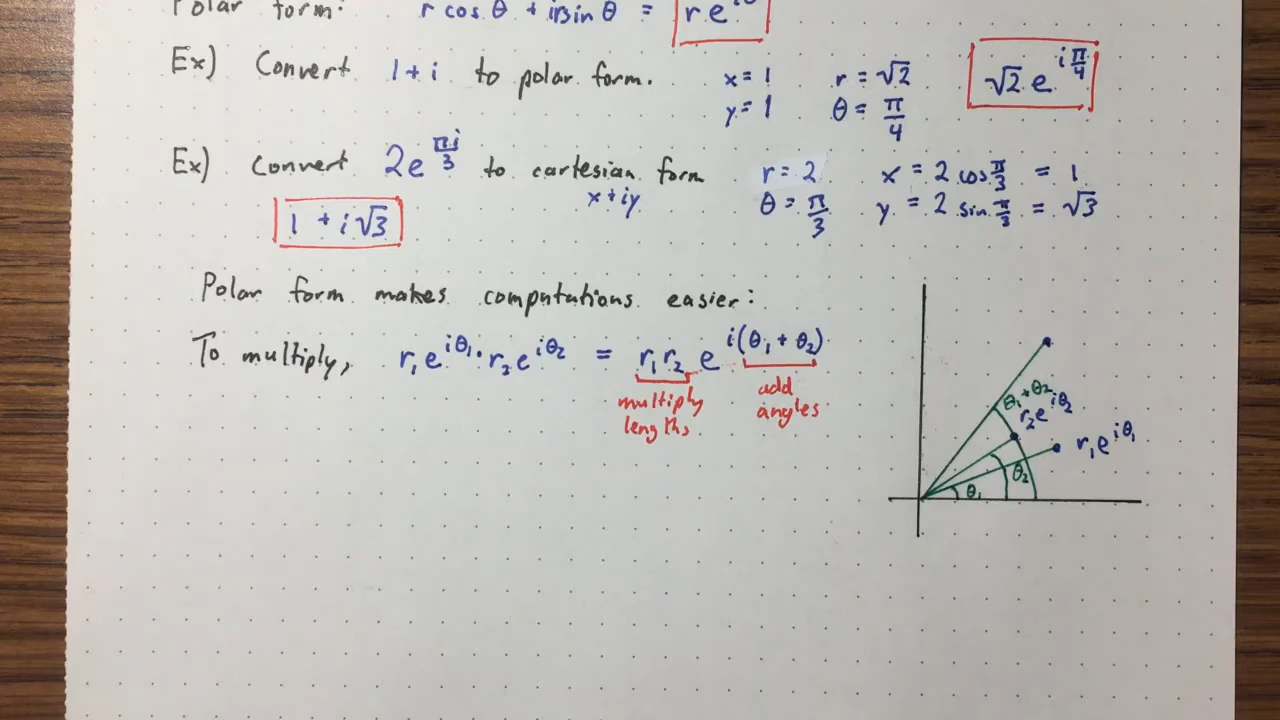 Polar form: r cos θ + i r sin θ = r e^{iθ}
Ex) Convert 1 + i to polar form. x = 1 r = √2 √2 e^{i π/4}
y = 1 θ = π/4
Ex) Convert 2e^{πi/3} to cartesian form r = 2 x = 2 cos π/3 = 1
x + iy θ = π/3 y = 2 sin π/3 = √3
1 + i√3
Polar form makes computations easier:
To multiply, r₁e^{iθ₁} · r₂e^{iθ₂} = r₁r₂ e^{i(θ₁ + θ₂)}
multiply lengths
add angles
θ₁ + θ₂
r₂e^{iθ₂}
r₁e^{iθ₁}
θ₂
θ₁